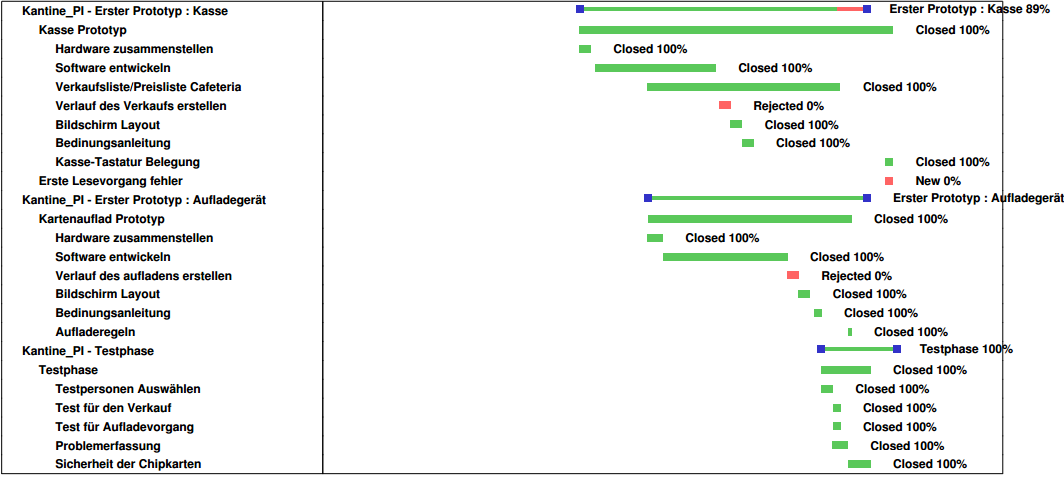 Kantine_PI - Erster Prototyp : Kasse Erster Prototyp : Kasse 89%
Kasse Prototyp Closed 100%
Hardware zusammenstellen Closed 100%
Software entwickeln Closed 100%
Verkaufsliste/Preisliste Cafeteria Closed 100%
Verlauf des Verkaufs erstellen Rejected 0%
Bildschirm Layout Closed 100%
Bedinungsanleitung Closed 100%
Kasse-Tastatur Belegung Closed 100%
Erste Lesevorgang fehler New 0%
Kantine_PI - Erster Prototyp : Aufladegerät Erster Prototyp : Aufladegerät
Kartenauflad Prototyp Closed 100%
Hardware zusammenstellen Closed 100%
Software entwickeln Closed 100%
Verlauf des aufladens erstellen Rejected 0%
Bildschirm Layout Closed 100%
Bedinungsanleitung Closed 100%
Aufladeregeln Closed 100%
Kantine_PI - Testphase Testphase 100%
Testphase Closed 100%
Testpersonen Auswählen Closed 100%
Test für den Verkauf Closed 100%
Test für Aufladevorgang Closed 100%
Problemerfassung Closed 100%
Sicherheit der Chipkarten Closed 100%